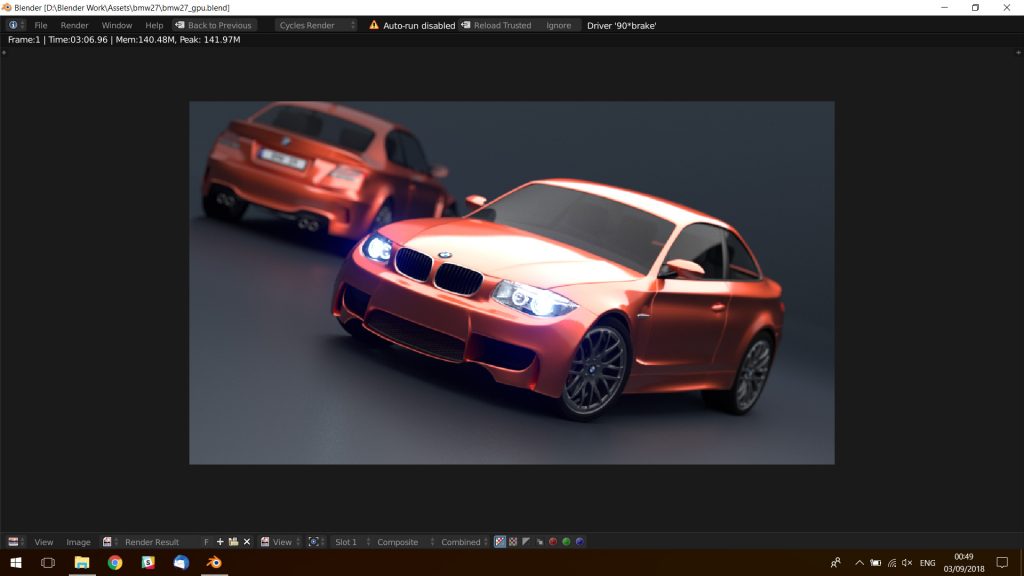 Blender [D:\Blender Work\Assets\bmw27\bmw27_gpu.blend]
File Render Window Help Back to Previous Cycles Render Auto-run disabled Reload Trusted Ignore Driver '90*brake'
Frame:1 | Time:03:06.96 | Mem:140.48M, Peak: 141.97M
View Image Render Result F View Slot 1 Composite Combined
ENG
00:49
03/09/2018